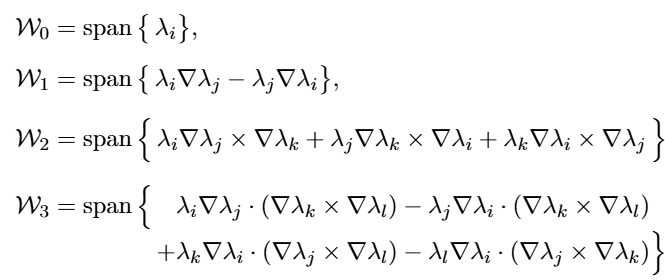 𝒲₀ = span { λᵢ},
𝒲₁ = span { λᵢ∇λⱼ − λⱼ∇λᵢ},
𝒲₂ = span { λᵢ∇λⱼ × ∇λₖ + λⱼ∇λₖ × ∇λᵢ + λₖ∇λᵢ × ∇λⱼ }
𝒲₃ = span { λᵢ∇λⱼ · (∇λₖ × ∇λₗ) − λⱼ∇λᵢ · (∇λₖ × ∇λₗ)
+λₖ∇λᵢ · (∇λⱼ × ∇λₗ) − λₗ∇λᵢ · (∇λⱼ × ∇λₖ)}